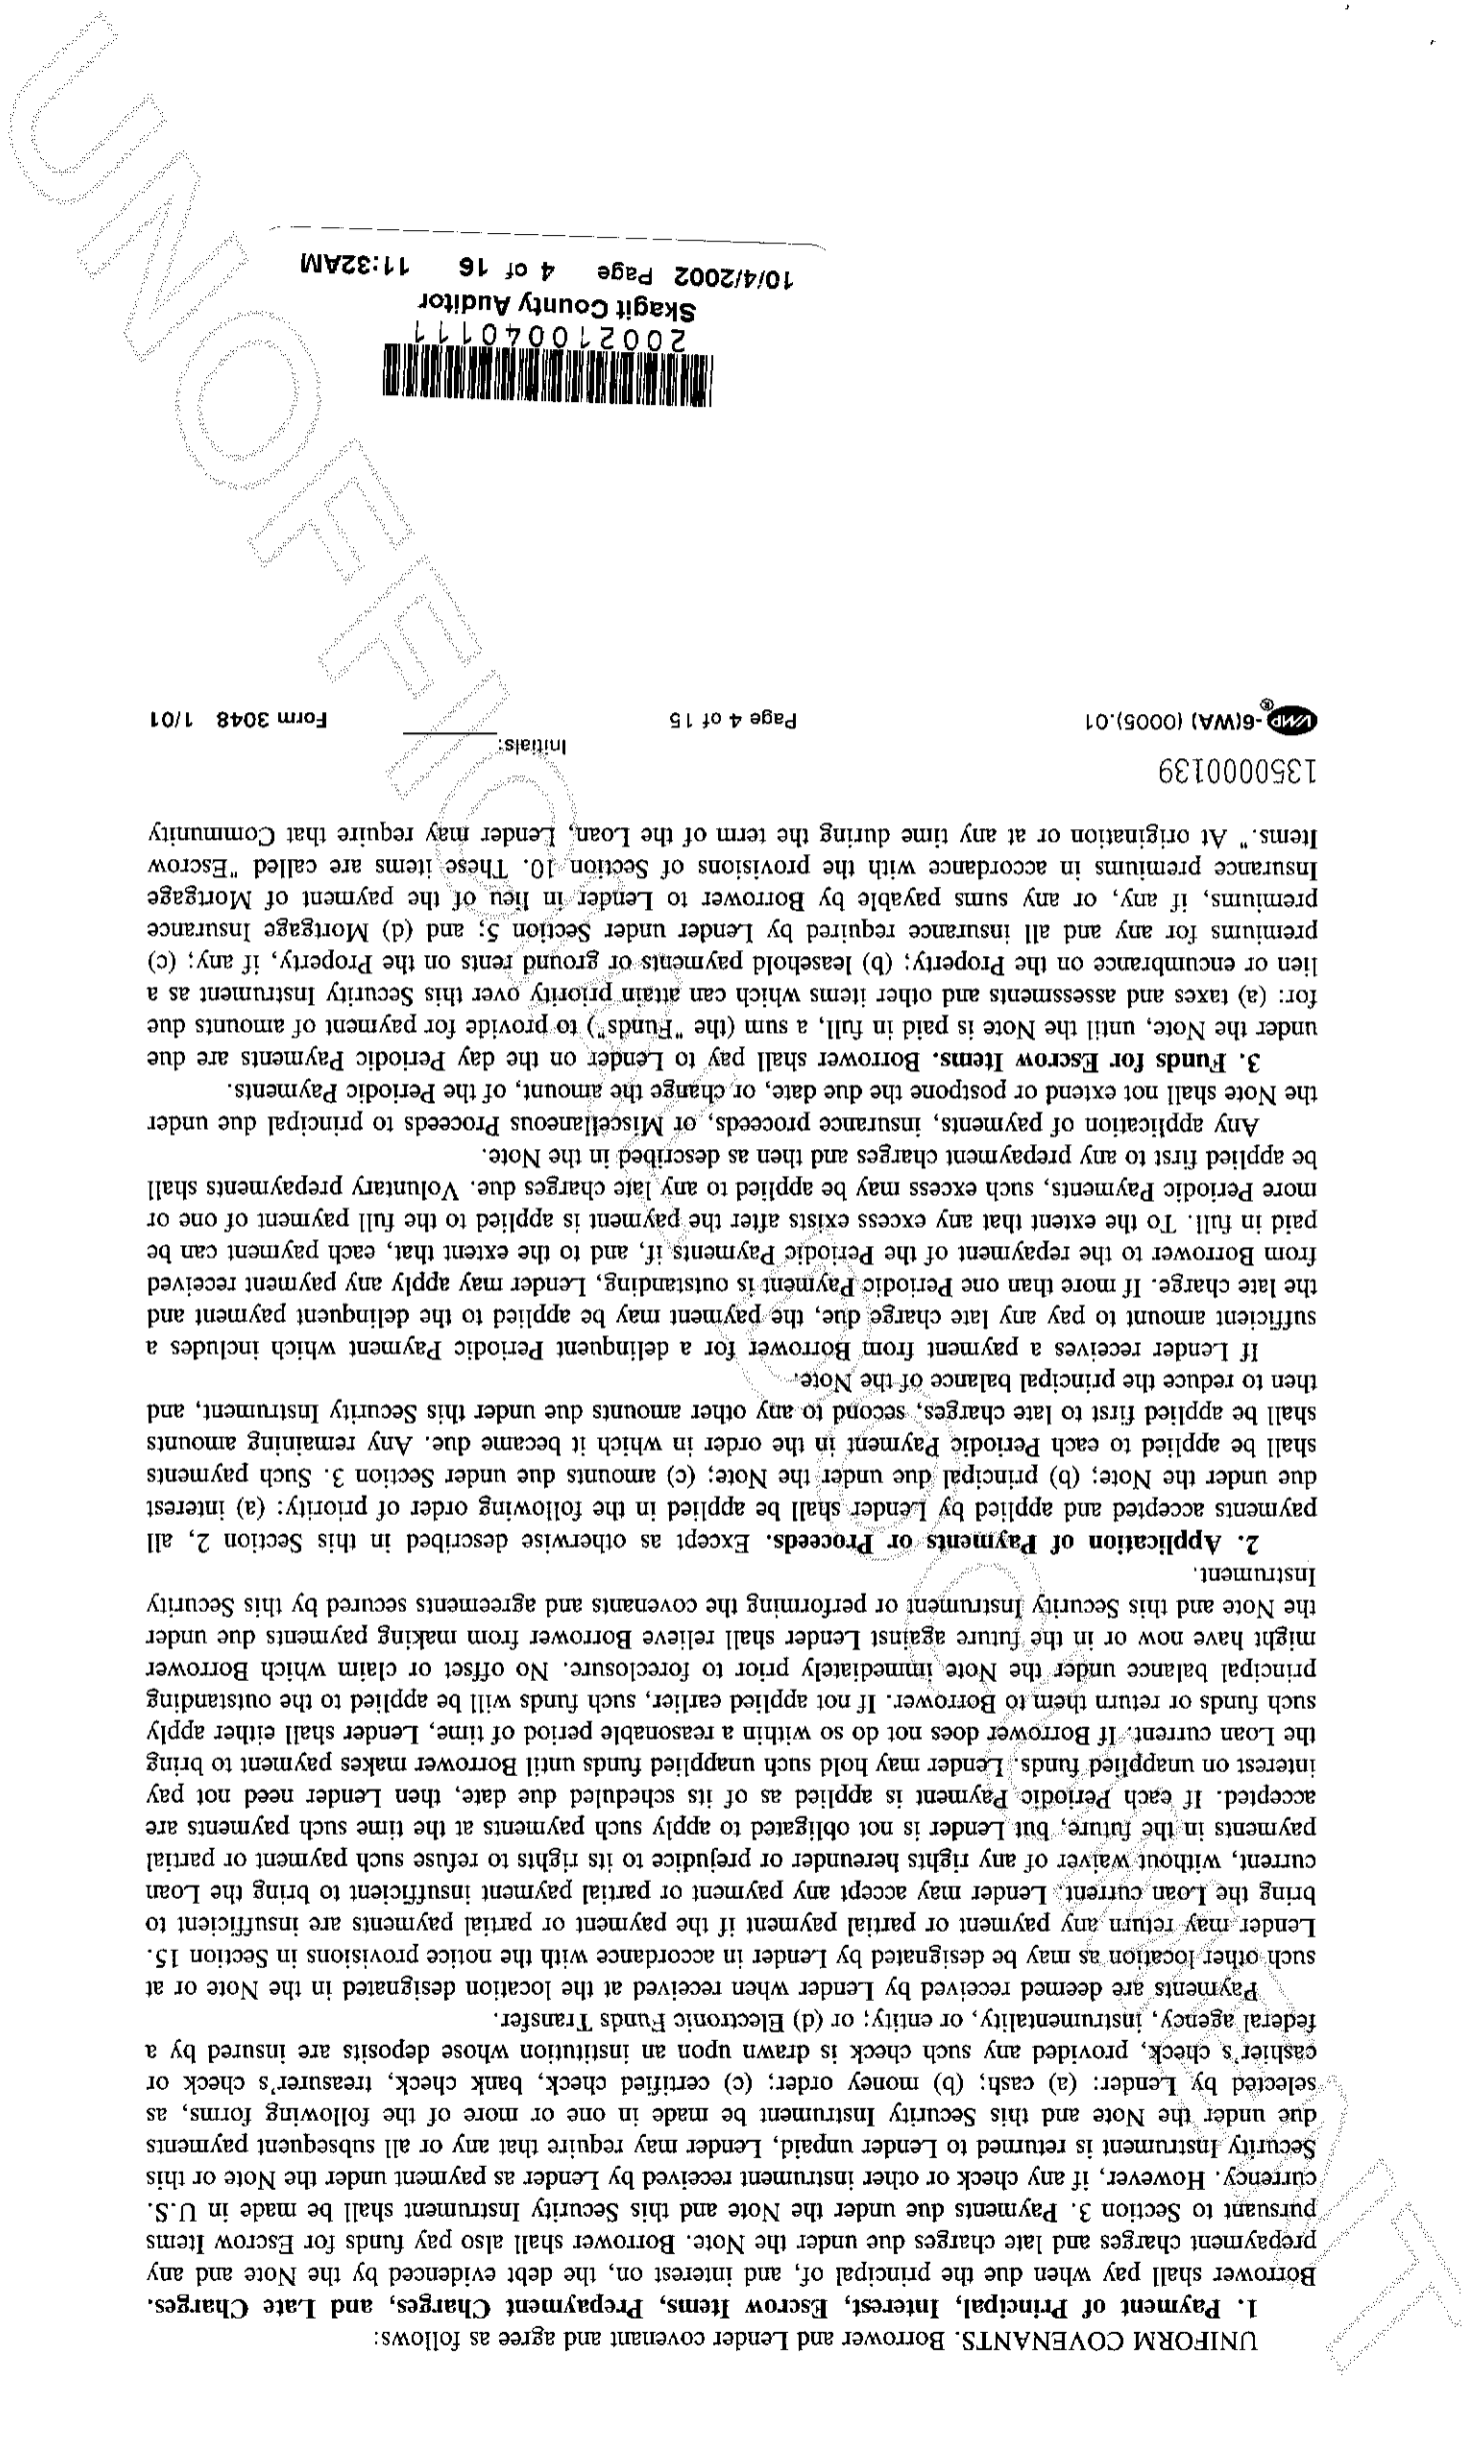 UNIFORM COVENANTS. Borrower and Lender covenant and agree as follows:
1. Payment of Principal, Interest, Escrow Items, Prepayment Charges, and Late Charges.
Borrower shall pay when due the principal of, and interest on, the debt evidenced by the Note and any
prepayment charges and late charges due under the Note. Borrower shall also pay funds for Escrow Items
pursuant to Section 3. Payments due under the Note and this Security Instrument shall be made in U.S.
currency. However, if any check or other instrument received by Lender as payment under the Note or this
Security Instrument is returned to Lender unpaid, Lender may require that any or all subsequent payments
due under the Note and this Security Instrument be made in one or more of the following forms, as
selected by Lender: (a) cash; (b) money order; (c) certified check, bank check, treasurer's check or
cashier's check, provided any such check is drawn upon an institution whose deposits are insured by a
federal agency, instrumentality, or entity; or (d) Electronic Funds Transfer.
Payments are deemed received by Lender when received at the location designated in the Note or at
such other location as may be designated by Lender in accordance with the notice provisions in Section 15.
Lender may return any payment or partial payment if the payment or partial payments are insufficient to
bring the Loan current. Lender may accept any payment or partial payment insufficient to bring the Loan
current, without waiver of any rights hereunder or prejudice to its rights to refuse such payment or partial
payments in the future, but Lender is not obligated to apply such payments at the time such payments are
accepted. If each Periodic Payment is applied as of its scheduled due date, then Lender need not pay
interest on unapplied funds. Lender may hold such unapplied funds until Borrower makes payment to bring
the Loan current. If Borrower does not do so within a reasonable period of time, Lender shall either apply
such funds or return them to Borrower. If not applied earlier, such funds will be applied to the outstanding
principal balance under the Note immediately prior to foreclosure. No offset or claim which Borrower
might have now or in the future against Lender shall relieve Borrower from making payments due under
the Note and this Security Instrument or performing the covenants and agreements secured by this Security
Instrument.
2. Application of Payments or Proceeds. Except as otherwise described in this Section 2, all
payments accepted and applied by Lender shall be applied in the following order of priority: (a) interest
due under the Note; (b) principal due under the Note; (c) amounts due under Section 3. Such payments
shall be applied to each Periodic Payment in the order in which it became due. Any remaining amounts
shall be applied first to late charges, second to any other amounts due under this Security Instrument, and
then to reduce the principal balance of the Note.
If Lender receives a payment from Borrower for a delinquent Periodic Payment which includes a
sufficient amount to pay any late charge due, the payment may be applied to the delinquent payment and
the late charge. If more than one Periodic Payment is outstanding, Lender may apply any payment received
from Borrower to the repayment of the Periodic Payments if, and to the extent that, each payment can be
paid in full. To the extent that any excess exists after the payment is applied to the full payment of one or
more Periodic Payments, such excess may be applied to any late charges due. Voluntary prepayments shall
be applied first to any prepayment charges and then as described in the Note.
Any application of payments, insurance proceeds, or Miscellaneous Proceeds to principal due under
the Note shall not extend or postpone the due date, or change the amount, of the Periodic Payments.
3. Funds for Escrow Items. Borrower shall pay to Lender on the day Periodic Payments are due
under the Note, until the Note is paid in full, a sum (the "Funds") to provide for payment of amounts due
for: (a) taxes and assessments and other items which can attain priority over this Security Instrument as a
lien or encumbrance on the Property; (b) leasehold payments or ground rents on the Property, if any; (c)
premiums for any and all insurance required by Lender under Section 5; and (d) Mortgage Insurance
premiums, if any, or any sums payable by Borrower to Lender in lieu of the payment of Mortgage
Insurance premiums in accordance with the provisions of Section 10. These items are called "Escrow
Items." At origination or at any time during the term of the Loan, Lender may require that Community
1350000139
Initials:
VMP®-6(WA) (0005).01 Page 4 of 15 Form 3048 1/01
200210040111
Skagit County Auditor
10/4/2002 Page 4 of 16 11:32AM
UNOFFICIAL DOCUMENT